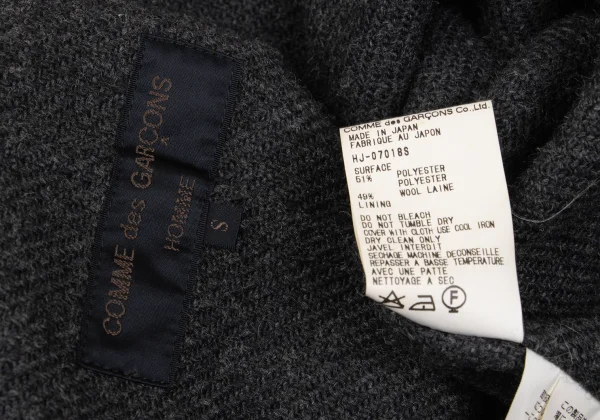 COMME des GARÇONS
HOMME
S
COMME des GARÇONS Co.,Ltd.
MADE IN JAPAN
FABRIQUE AU JAPON
HJ-07018S
SURFACE POLYESTER
51% POLYESTER
49% WOOL LAINE
LINING
DO NOT BLEACH
DO NOT TUMBLE DRY
COVER WITH CLOTH USE COOL IRON
DRY CLEAN ONLY
JAVEL INTERDIT
SECHAGE MACHINE DECONSEILLE
REPASSER A BASSE TEMPERATURE
AVEC UNE PATTE
NETTOYAGE A SEC
F